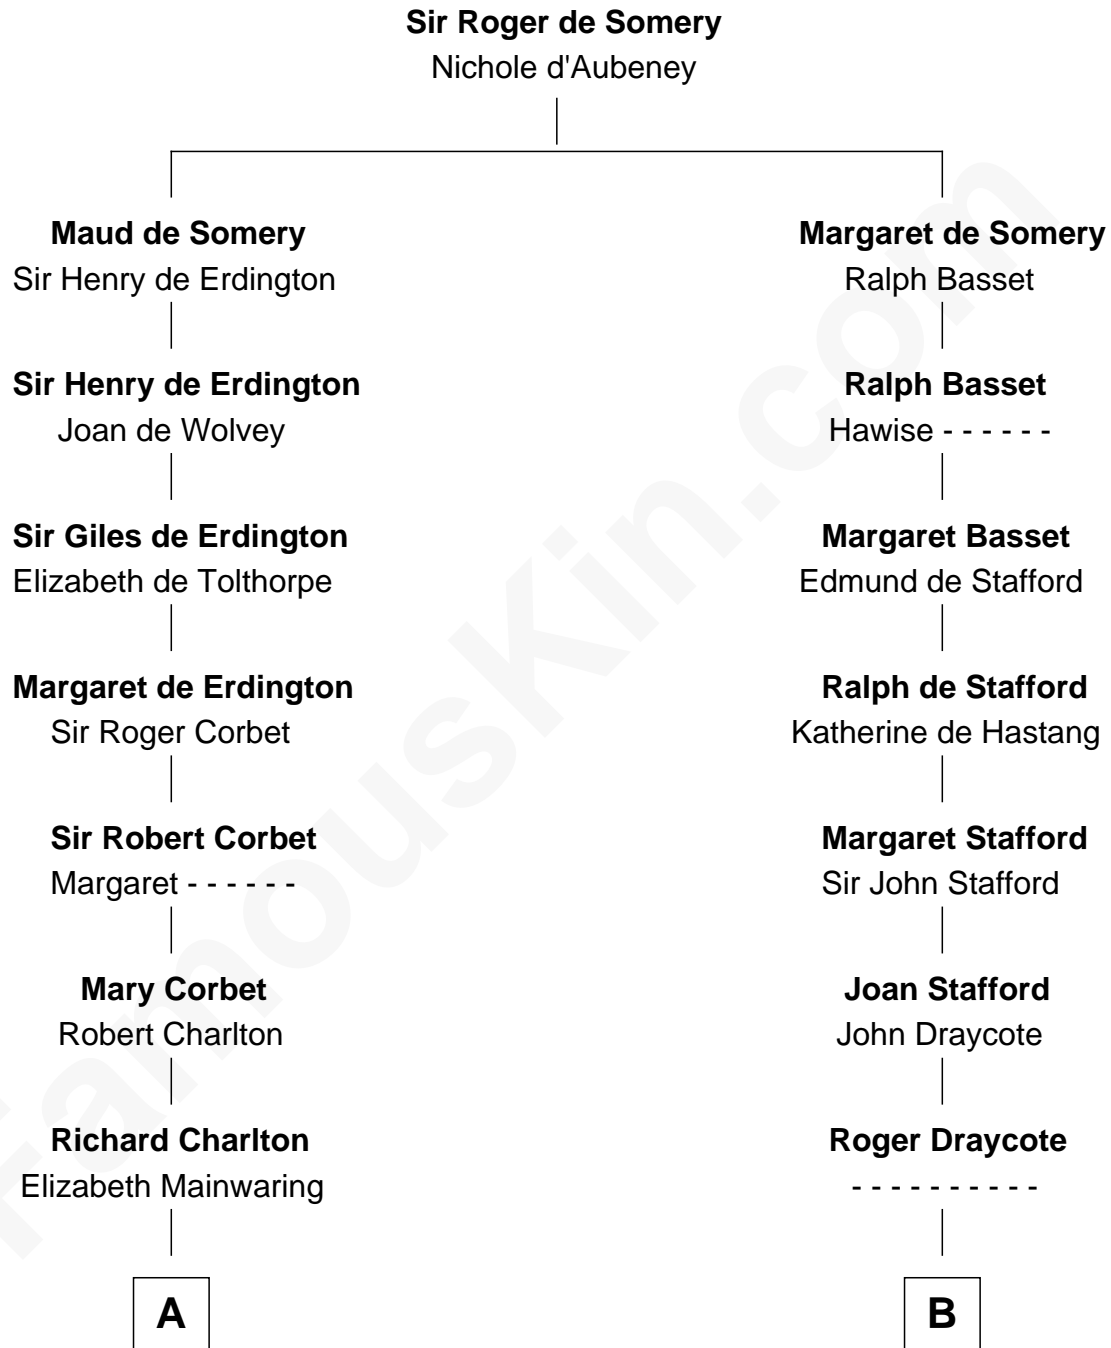 Sir Roger de Somery
Nichole d'Aubeney
Maud de Somery
Sir Henry de Erdington
Margaret de Somery
Ralph Basset
Sir Henry de Erdington
Joan de Wolvey
Ralph Basset
Hawise - - - - - -
Sir Giles de Erdington
Elizabeth de Tolthorpe
Margaret Basset
Edmund de Stafford
Margaret de Erdington
Sir Roger Corbet
Ralph de Stafford
Katherine de Hastang
Sir Robert Corbet
Margaret - - - - - -
Margaret Stafford
Sir John Stafford
Mary Corbet
Robert Charlton
Joan Stafford
John Draycote
Richard Charlton
Elizabeth Mainwaring
Roger Draycote
- - - - - - - - - -
A
B
FamousKin.com